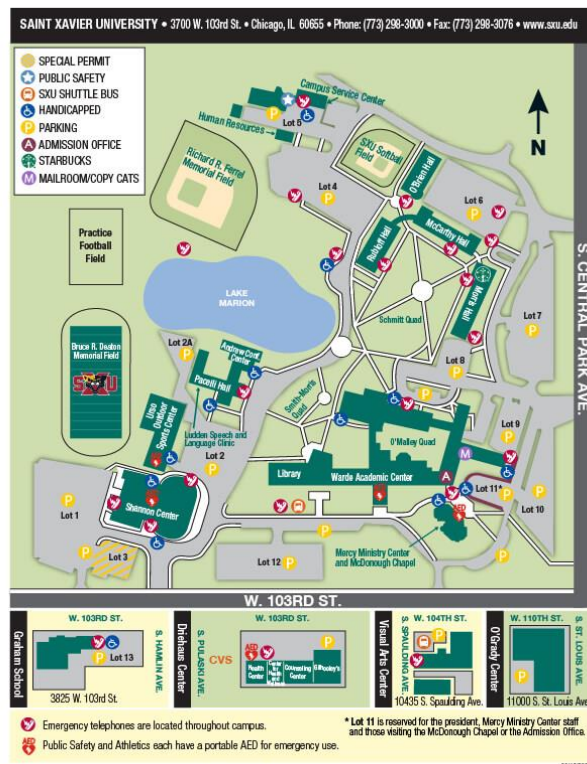 SAINT XAVIER UNIVERSITY • 3700 W. 103rd St. • Chicago, IL 60655 • Phone: (773) 298-3000 • Fax: (773) 298-3076 • www.sxu.edu
SPECIAL PERMIT
PUBLIC SAFETY
SXU SHUTTLE BUS
HANDICAPPED
P PARKING
A ADMISSION OFFICE
STARBUCKS
M MAILROOM/COPY CATS
Campus Service Center
Human Resources
P
Lot 5
N
Richard R. Ferrel
Memorial Field
SXU Softball
Field
O'Brien Hall
Lot 4
P
Lot 6
P
Rubloff Hall
McCarthy Hall
Practice
Football
Field
S. CENTRAL PARK AVE.
LAKE
MARION
Morris Hall
Schmitt Quad
Lot 7
P
Bruce R. Deaton
Memorial Field
SXU
Lot 2A
P
Andrew Conf.
Center
Pacelli Hall
Lot 8
P
P
Ludden Speech and
Language Clinic
Lot 9
P
O'Malley Quad
M
Lot 2
P
Library
Warde Academic Center
A
Lot 11*
P
Lot 10
Shannon Center
Lot 1
P
AED
P
P
P
Lot 3
Lot 12
P
Mercy Ministry Center
and McDonough Chapel
W. 103RD ST.
Graham School
W. 103RD ST.
P
Lot 13
S. HAMLIN AVE.
3825 W. 103rd St.
Driehaus Center
W. 103RD ST.
S. PULASKI AVE.
CVS
AED
P
Health
Center
Counseling
Center
Visual Arts Center
W. 104TH ST.
S. SPAULDING AVE.
P
10435 S. Spaulding Ave.
O'Grady Center
W. 110TH ST.
S. ST. LOUIS AVE.
P
11000 S. St. Louis Ave.
Emergency telephones are located throughout campus.
AED Public Safety and Athletics each have a portable AED for emergency use.
* Lot 11 is reserved for the president, Mercy Ministry Center staff
and those visiting the McDonough Chapel or the Admission Office.